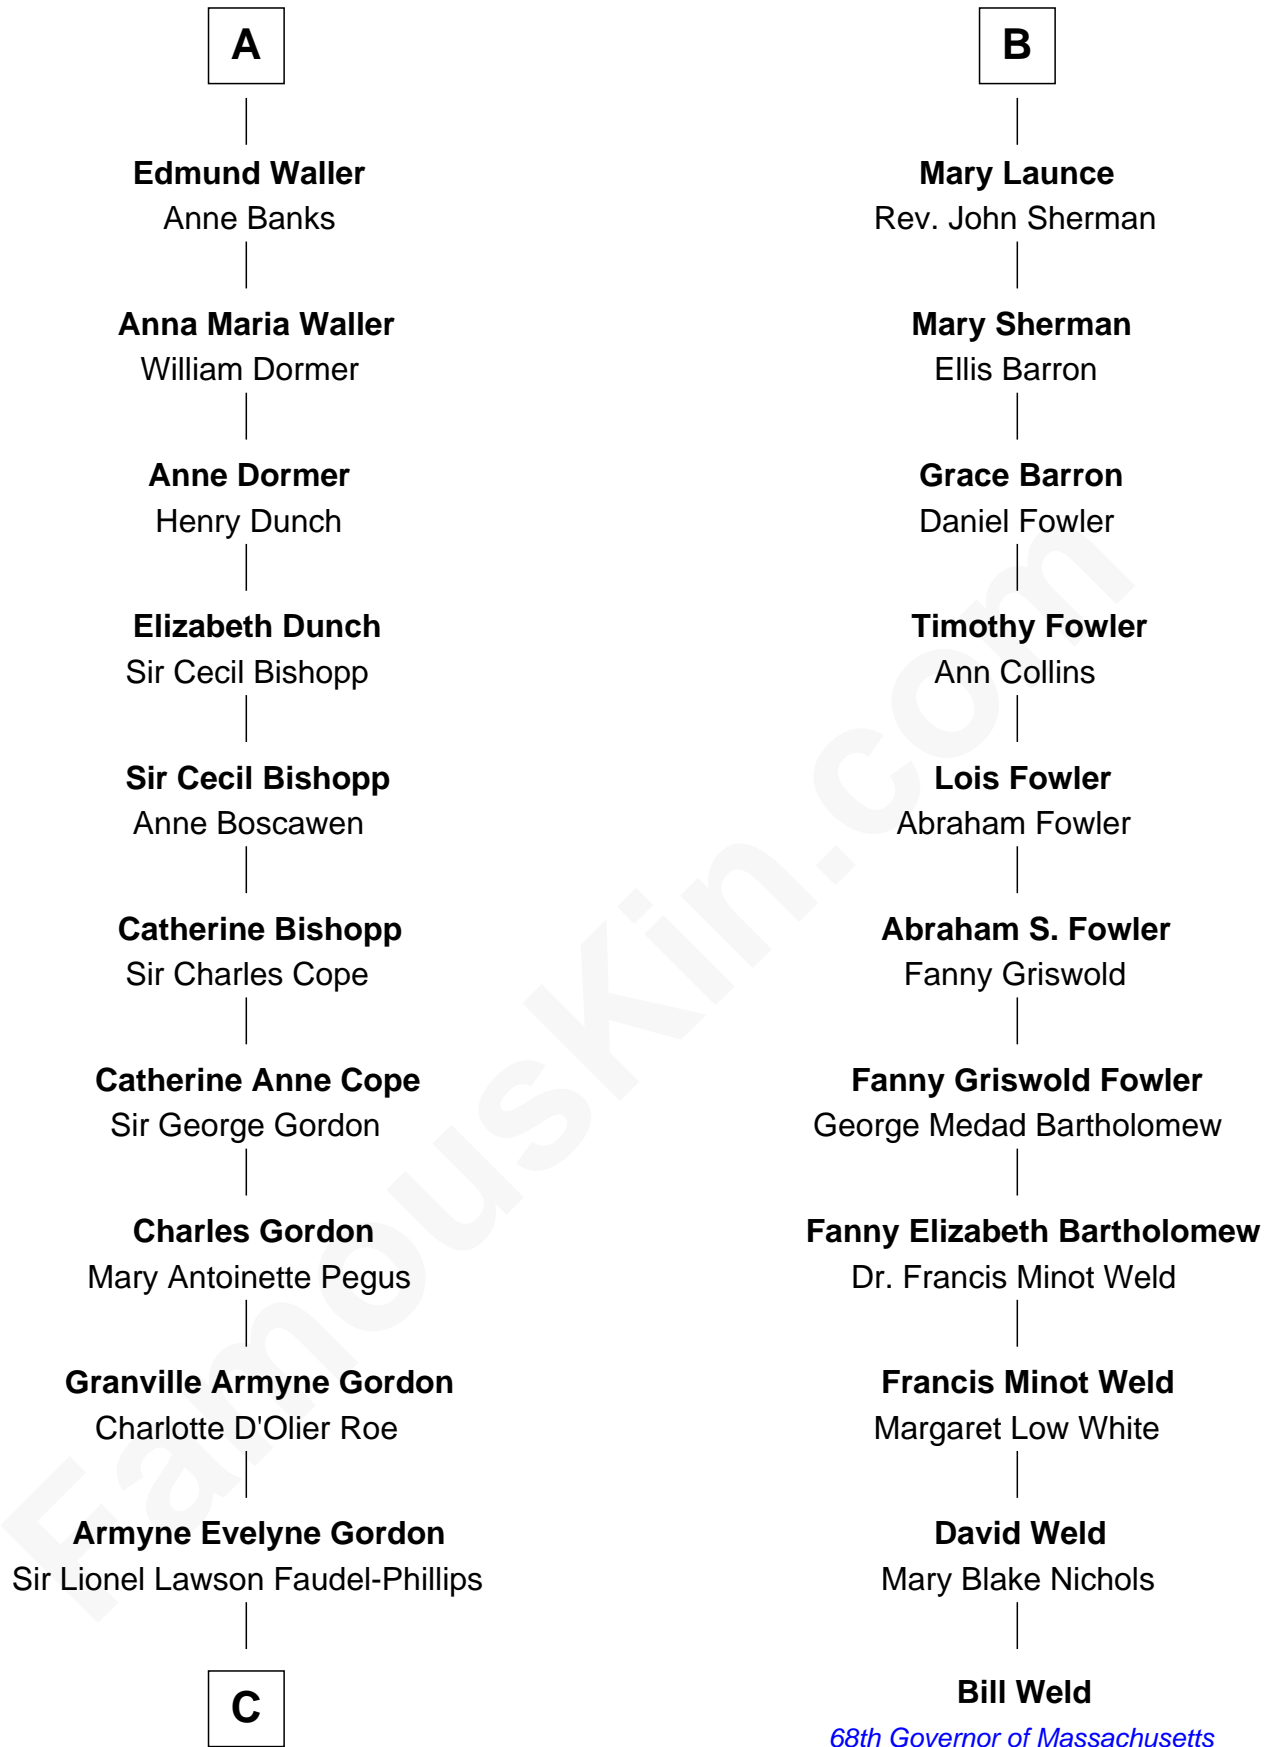 A
Edmund Waller
Anne Banks
Anna Maria Waller
William Dormer
Anne Dormer
Henry Dunch
Elizabeth Dunch
Sir Cecil Bishopp
Sir Cecil Bishopp
Anne Boscawen
Catherine Bishopp
Sir Charles Cope
Catherine Anne Cope
Sir George Gordon
Charles Gordon
Mary Antoinette Pegus
Granville Armyne Gordon
Charlotte D'Olier Roe
Armyne Evelyne Gordon
Sir Lionel Lawson Faudel-Phillips
C
B
Mary Launce
Rev. John Sherman
Mary Sherman
Ellis Barron
Grace Barron
Daniel Fowler
Timothy Fowler
Ann Collins
Lois Fowler
Abraham Fowler
Abraham S. Fowler
Fanny Griswold
Fanny Griswold Fowler
George Medad Bartholomew
Fanny Elizabeth Bartholomew
Dr. Francis Minot Weld
Francis Minot Weld
Margaret Low White
David Weld
Mary Blake Nichols
Bill Weld
68th Governor of Massachusetts
FamousKin.com